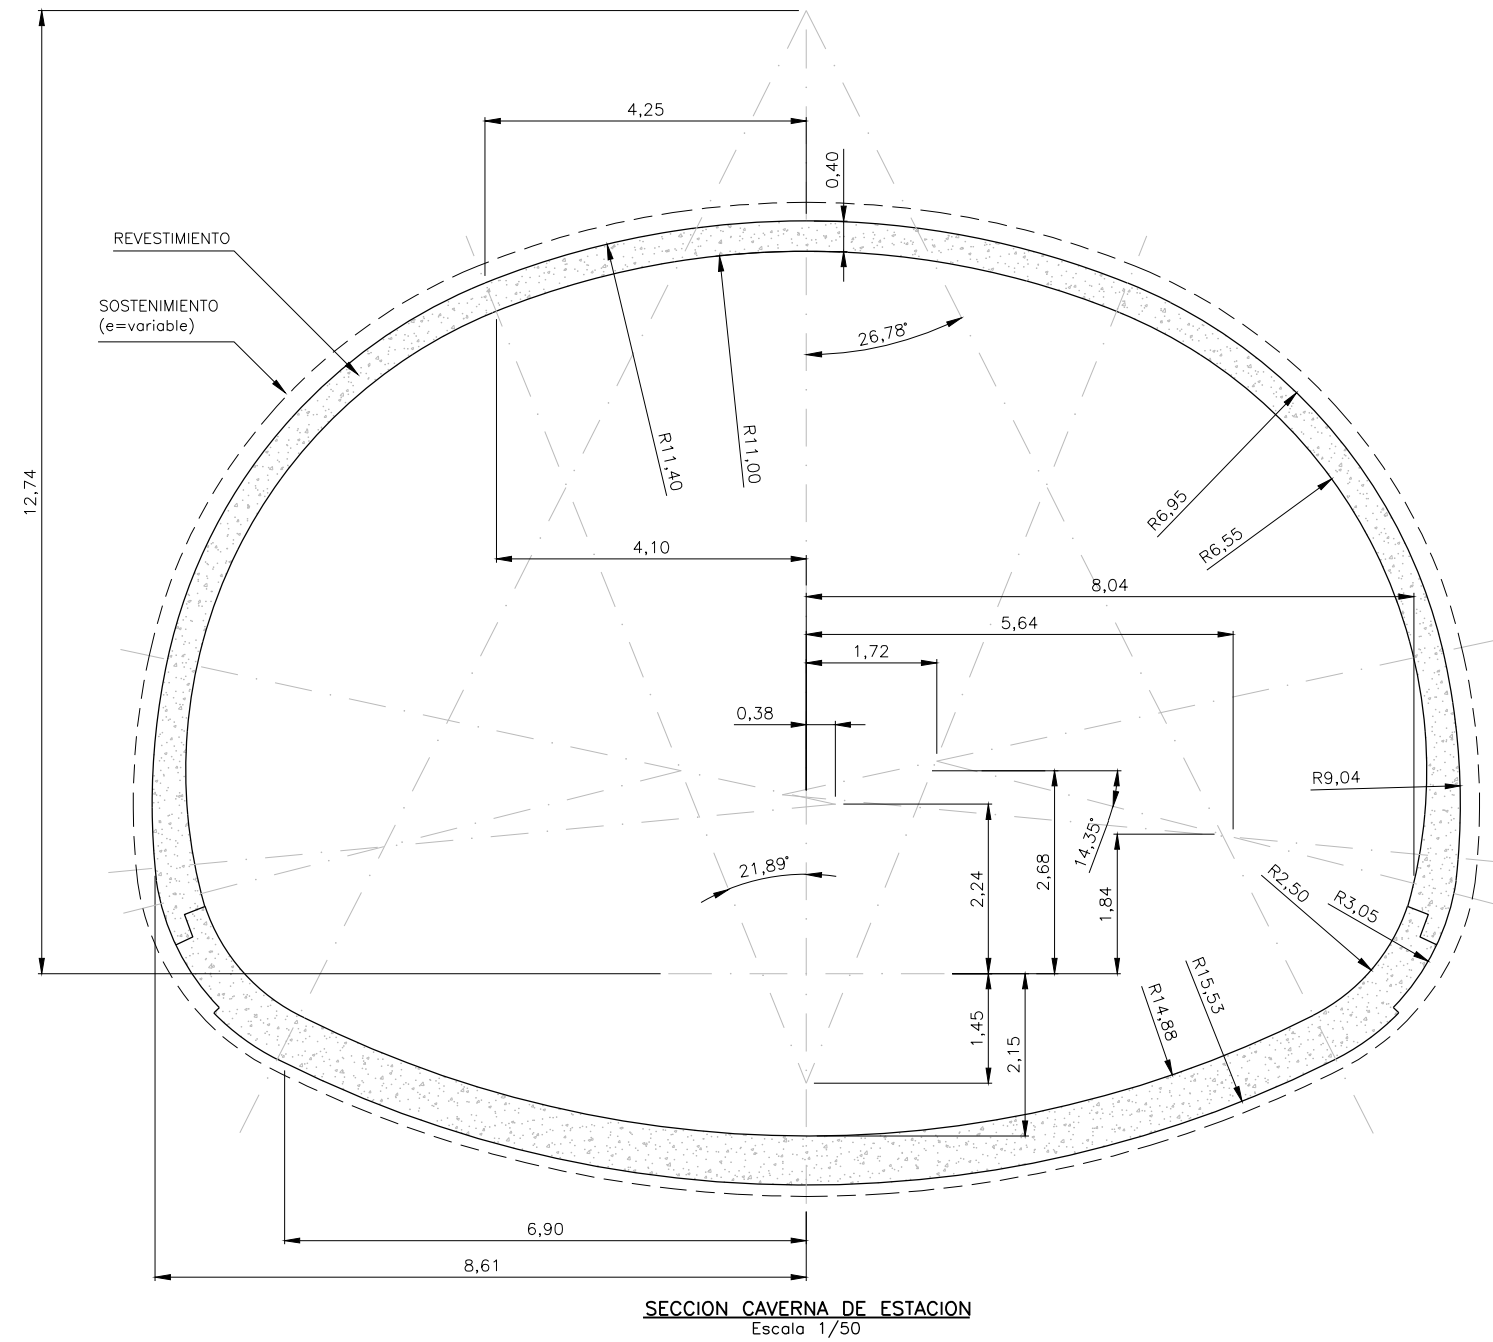 4,25
0,40
REVESTIMIENTO
SOSTENIMIENTO
(e=variable)
26,78°
12,74
R11,40
R11,00
R6,95
R6,55
4,10
8,04
5,64
1,72
0,38
R9,04
14,35°
21,89°
2,24
2,68
1,84
R2,50
R3,05
R15,53
R14,88
1,45
2,15
6,90
8,61
SECCION CAVERNA DE ESTACION
Escala 1/50